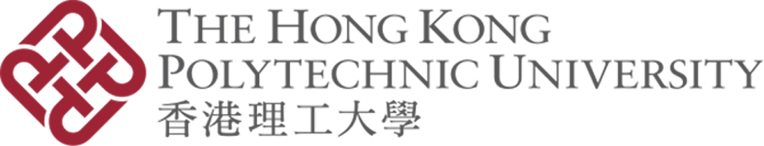 THE HONG KONG
POLYTECHNIC UNIVERSITY
香港理工大學